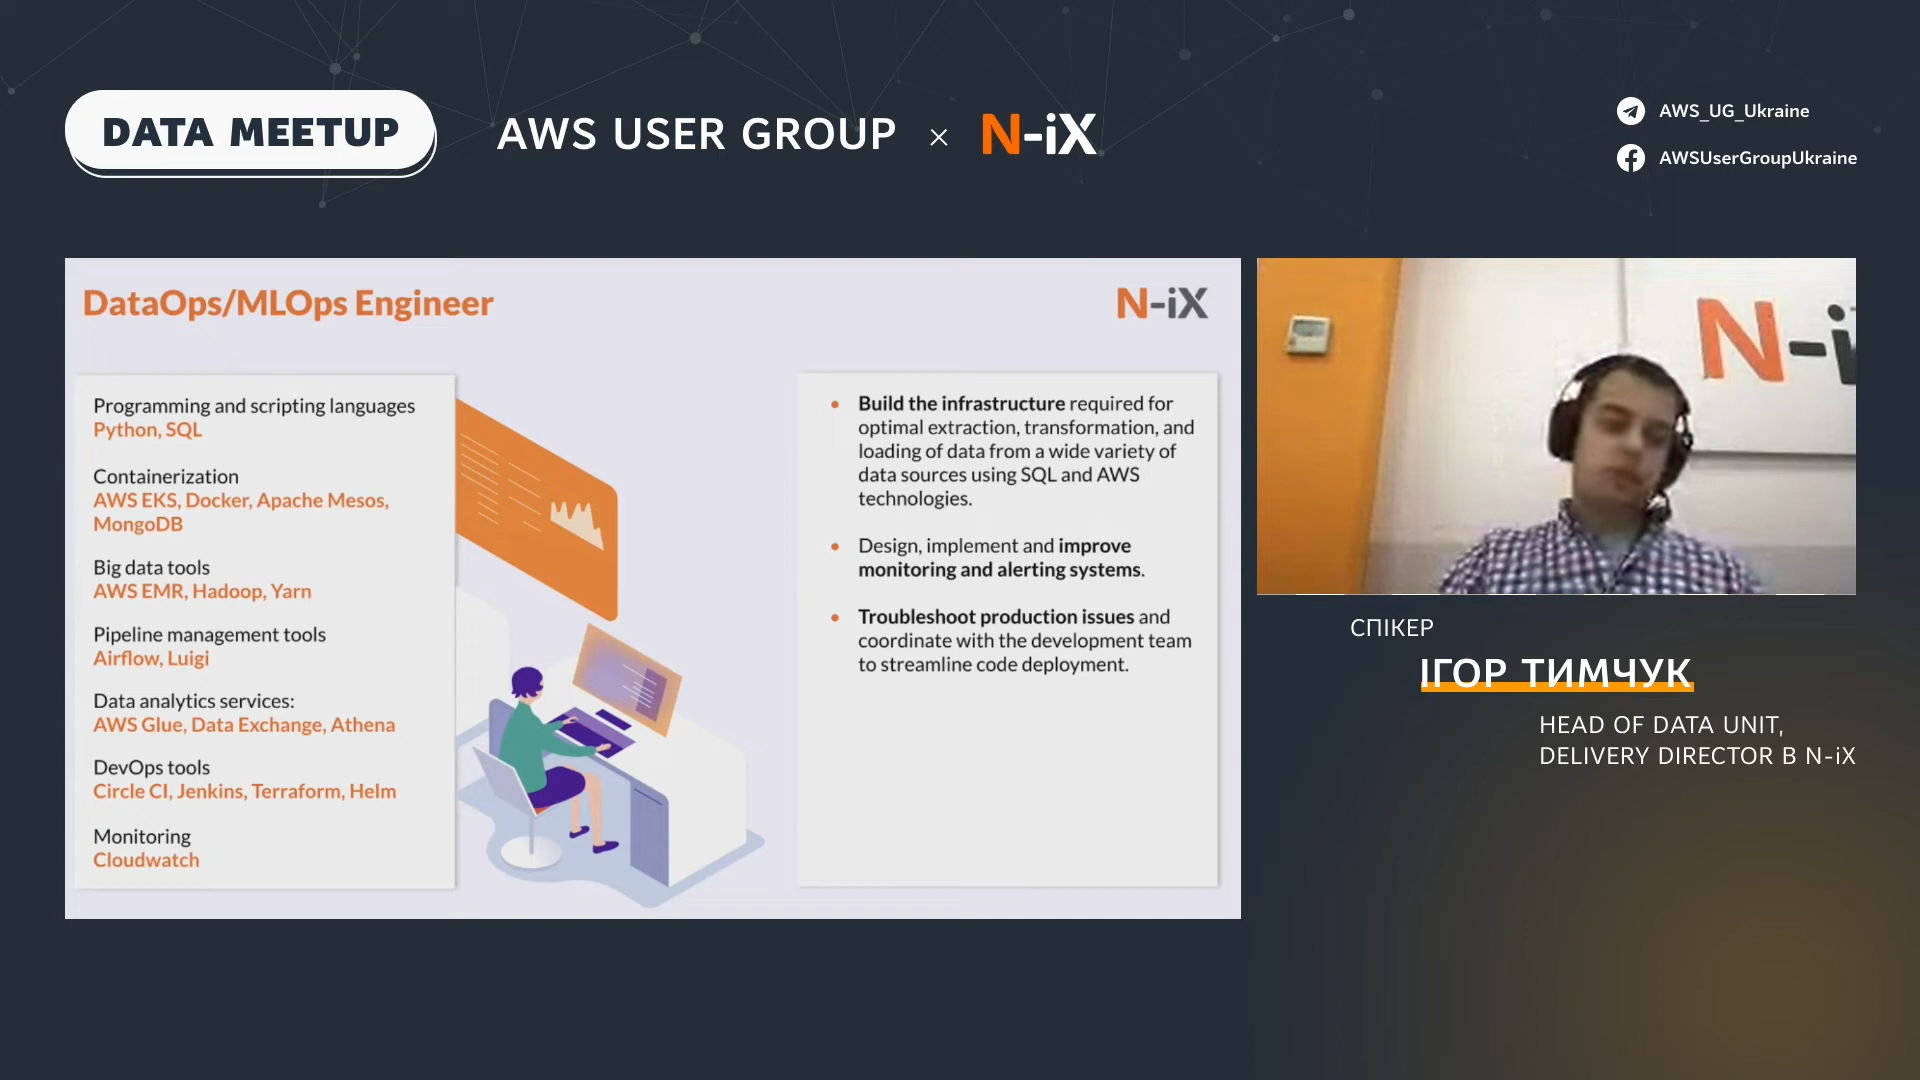 DATA MEETUP
AWS USER GROUP × N-iX
AWS_UG_Ukraine
AWSUserGroupUkraine
DataOps/MLOps Engineer
N-iX
Programming and scripting languages
Python, SQL
Containerization
AWS EKS, Docker, Apache Mesos,
MongoDB
Big data tools
AWS EMR, Hadoop, Yarn
Pipeline management tools
Airflow, Luigi
Data analytics services:
AWS Glue, Data Exchange, Athena
DevOps tools
Circle CI, Jenkins, Terraform, Helm
Monitoring
Cloudwatch
• Build the infrastructure required for
optimal extraction, transformation, and
loading of data from a wide variety of
data sources using SQL and AWS
technologies.
• Design, implement and improve
monitoring and alerting systems.
• Troubleshoot production issues and
coordinate with the development team
to streamline code deployment.
N-i
СПІКЕР
ІГОР ТИМЧУК
HEAD OF DATA UNIT,
DELIVERY DIRECTOR В N-iX